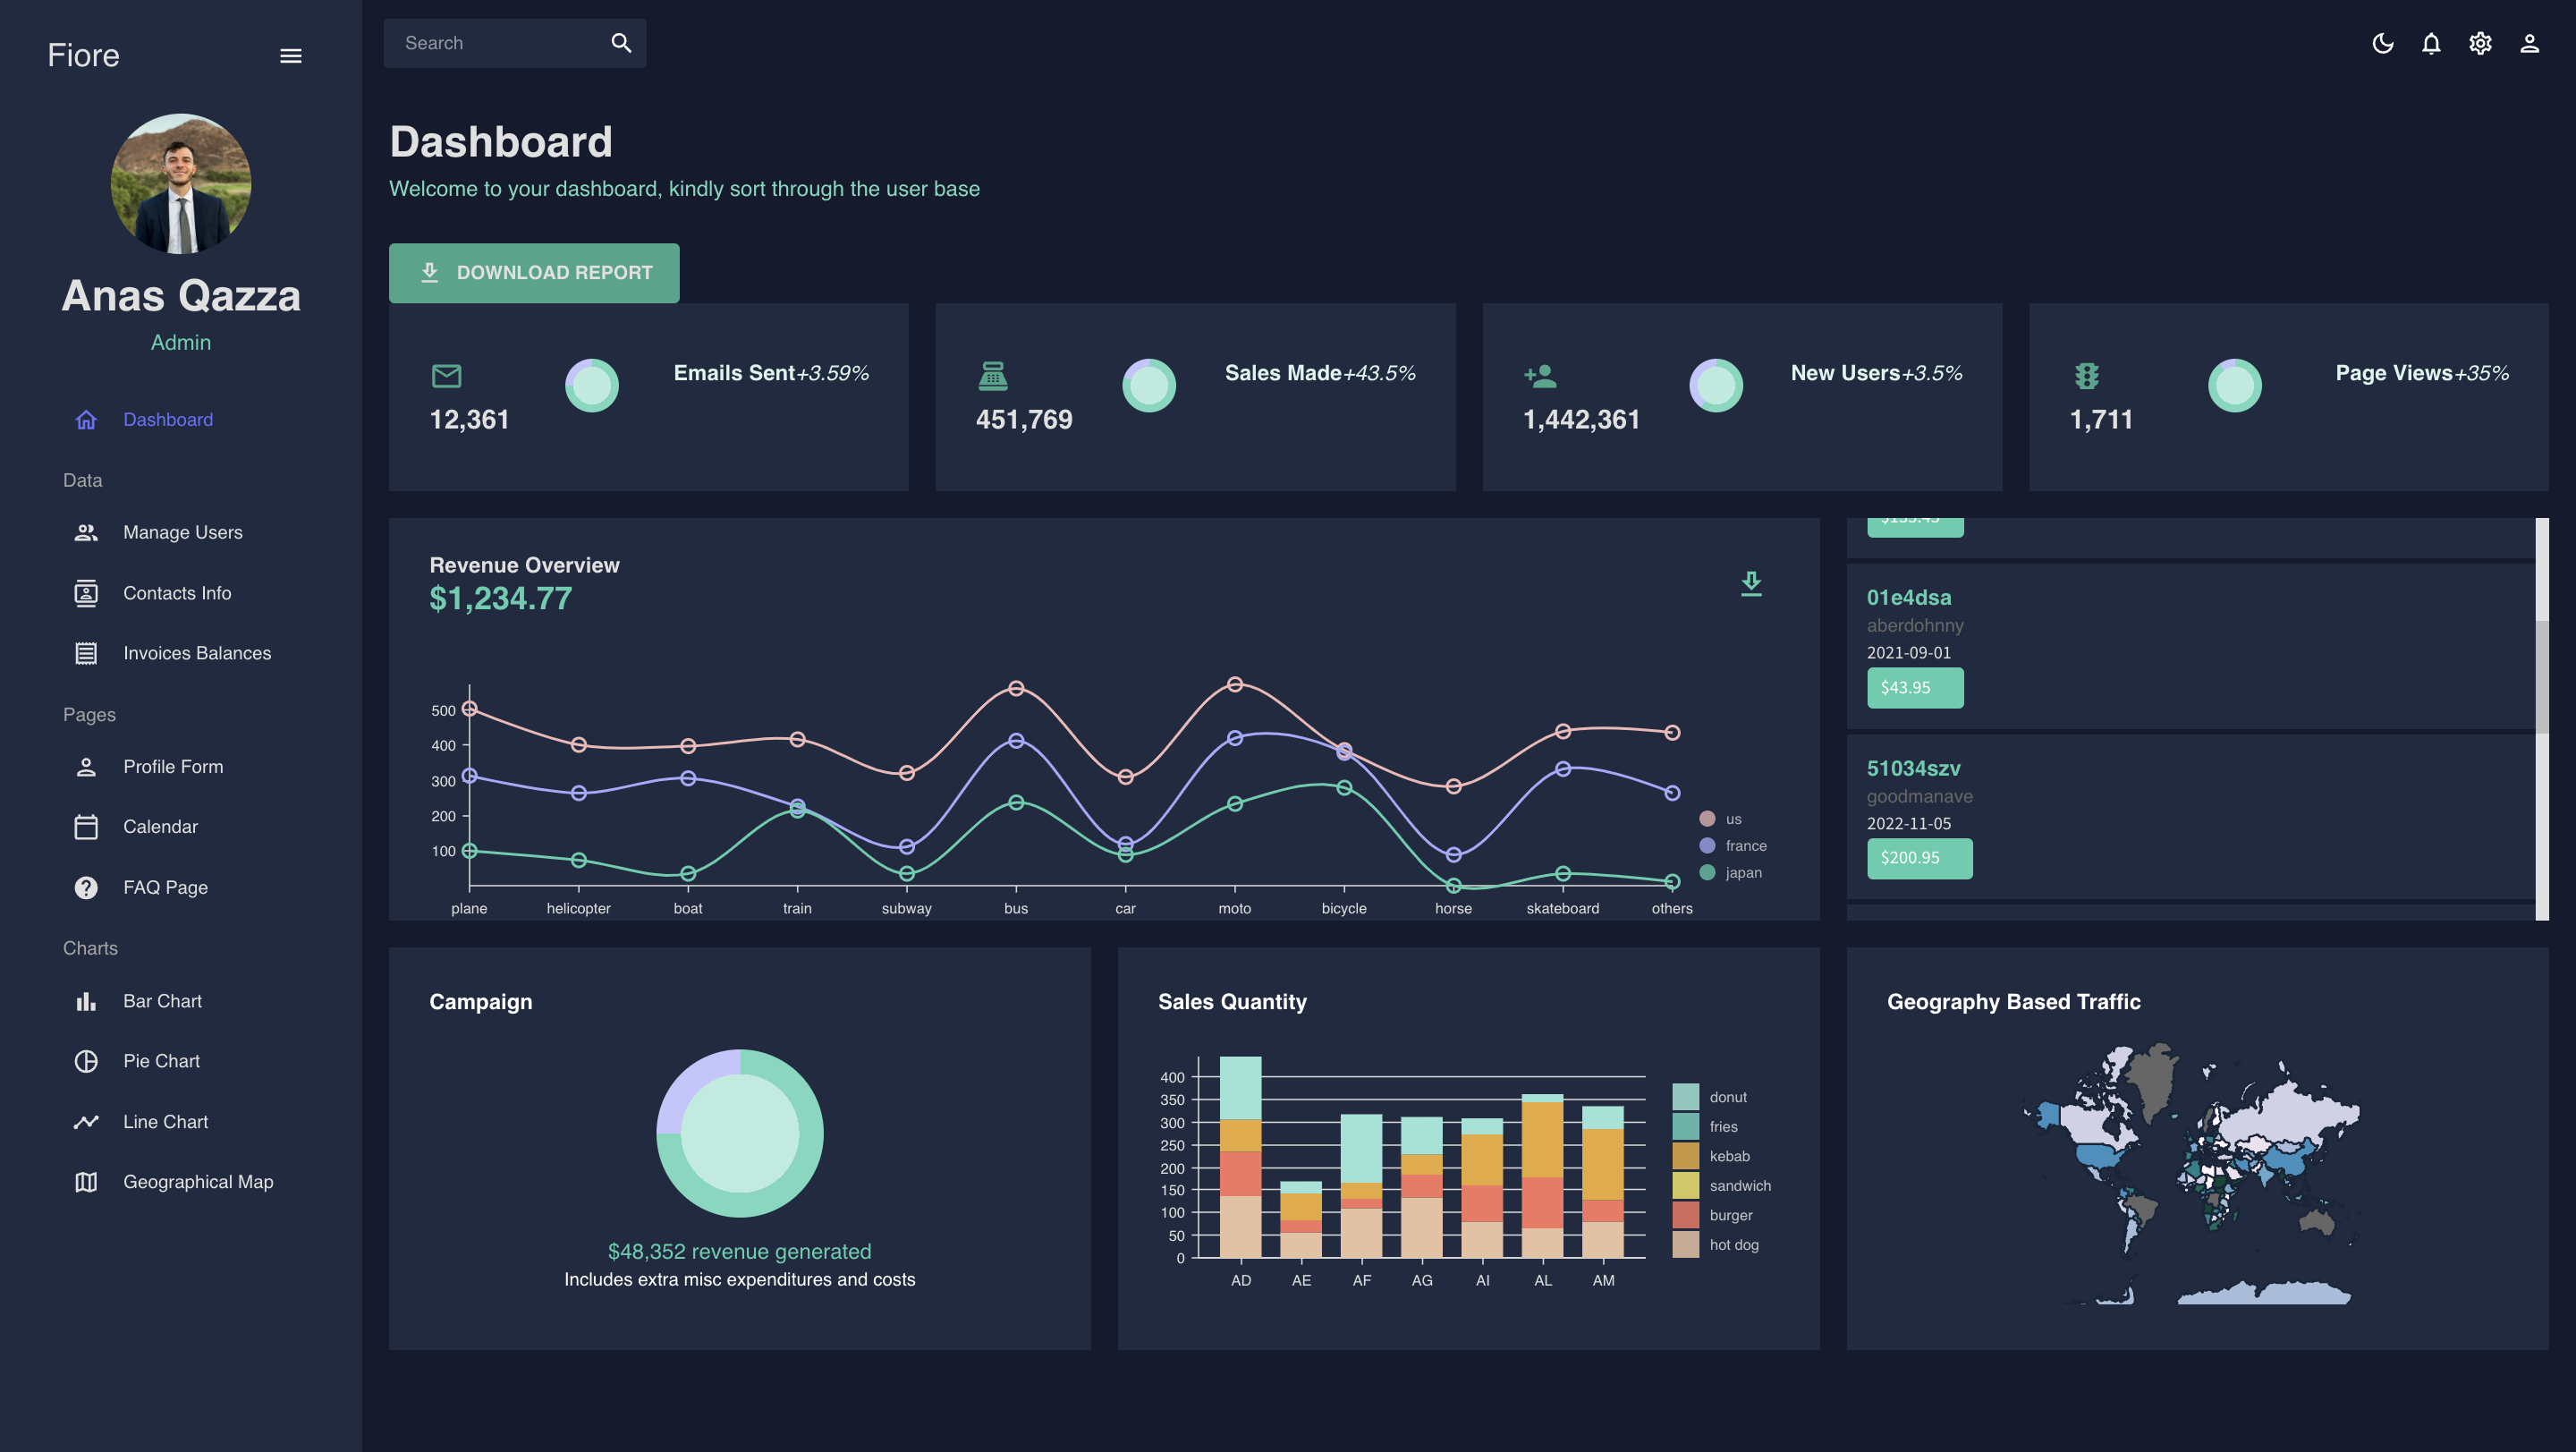 Fiore
Anas Qazza
Admin
Dashboard
Data
Manage Users
Contacts Info
Invoices Balances
Pages
Profile Form
Calendar
FAQ Page
Charts
Bar Chart
Pie Chart
Line Chart
Geographical Map
Search
Dashboard
Welcome to your dashboard, kindly sort through the user base
DOWNLOAD REPORT
Emails Sent+3.59%
12,361
Sales Made+43.5%
451,769
New Users+3.5%
1,442,361
Page Views+35%
1,711
Revenue Overview
$1,234.77
500
400
300
200
100
plane helicopter boat train subway bus car moto bicycle horse skateboard others
us
france
japan
01e4dsa
aberdohnny
2021-09-01
$43.95
51034szv
goodmanave
2022-11-05
$200.95
Campaign
$48,352 revenue generated
Includes extra misc expenditures and costs
Sales Quantity
400
350
300
250
200
150
100
50
0
AD AE AF AG AI AL AM
donut
fries
kebab
sandwich
burger
hot dog
Geography Based Traffic